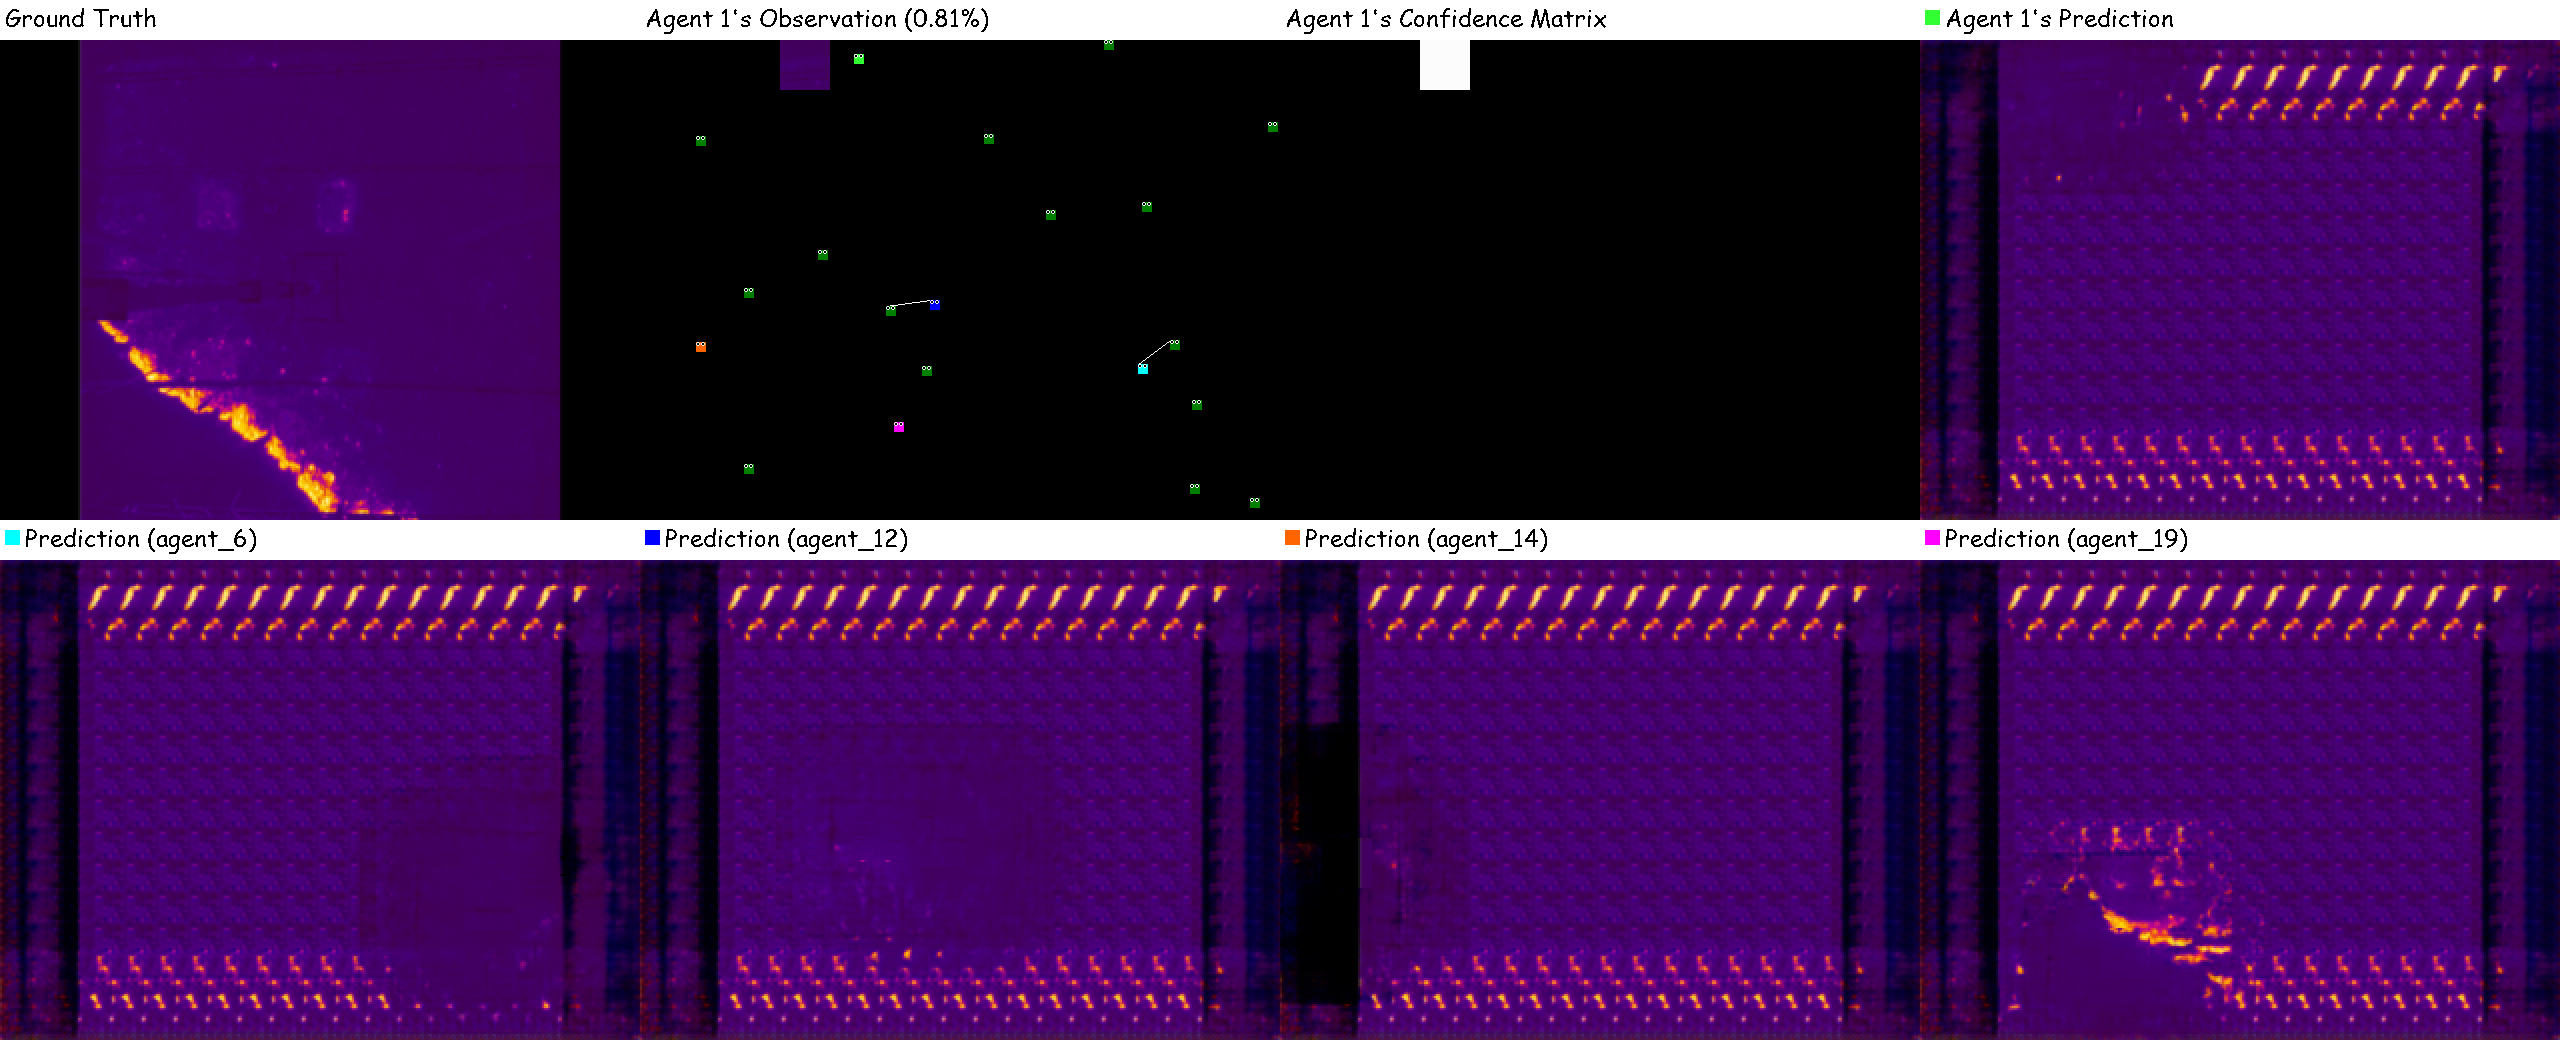 Ground Truth
Agent 1's Observation (0.81%)
Agent 1's Confidence Matrix
Agent 1's Prediction
Prediction (agent_6)
Prediction (agent_12)
Prediction (agent_14)
Prediction (agent_19)